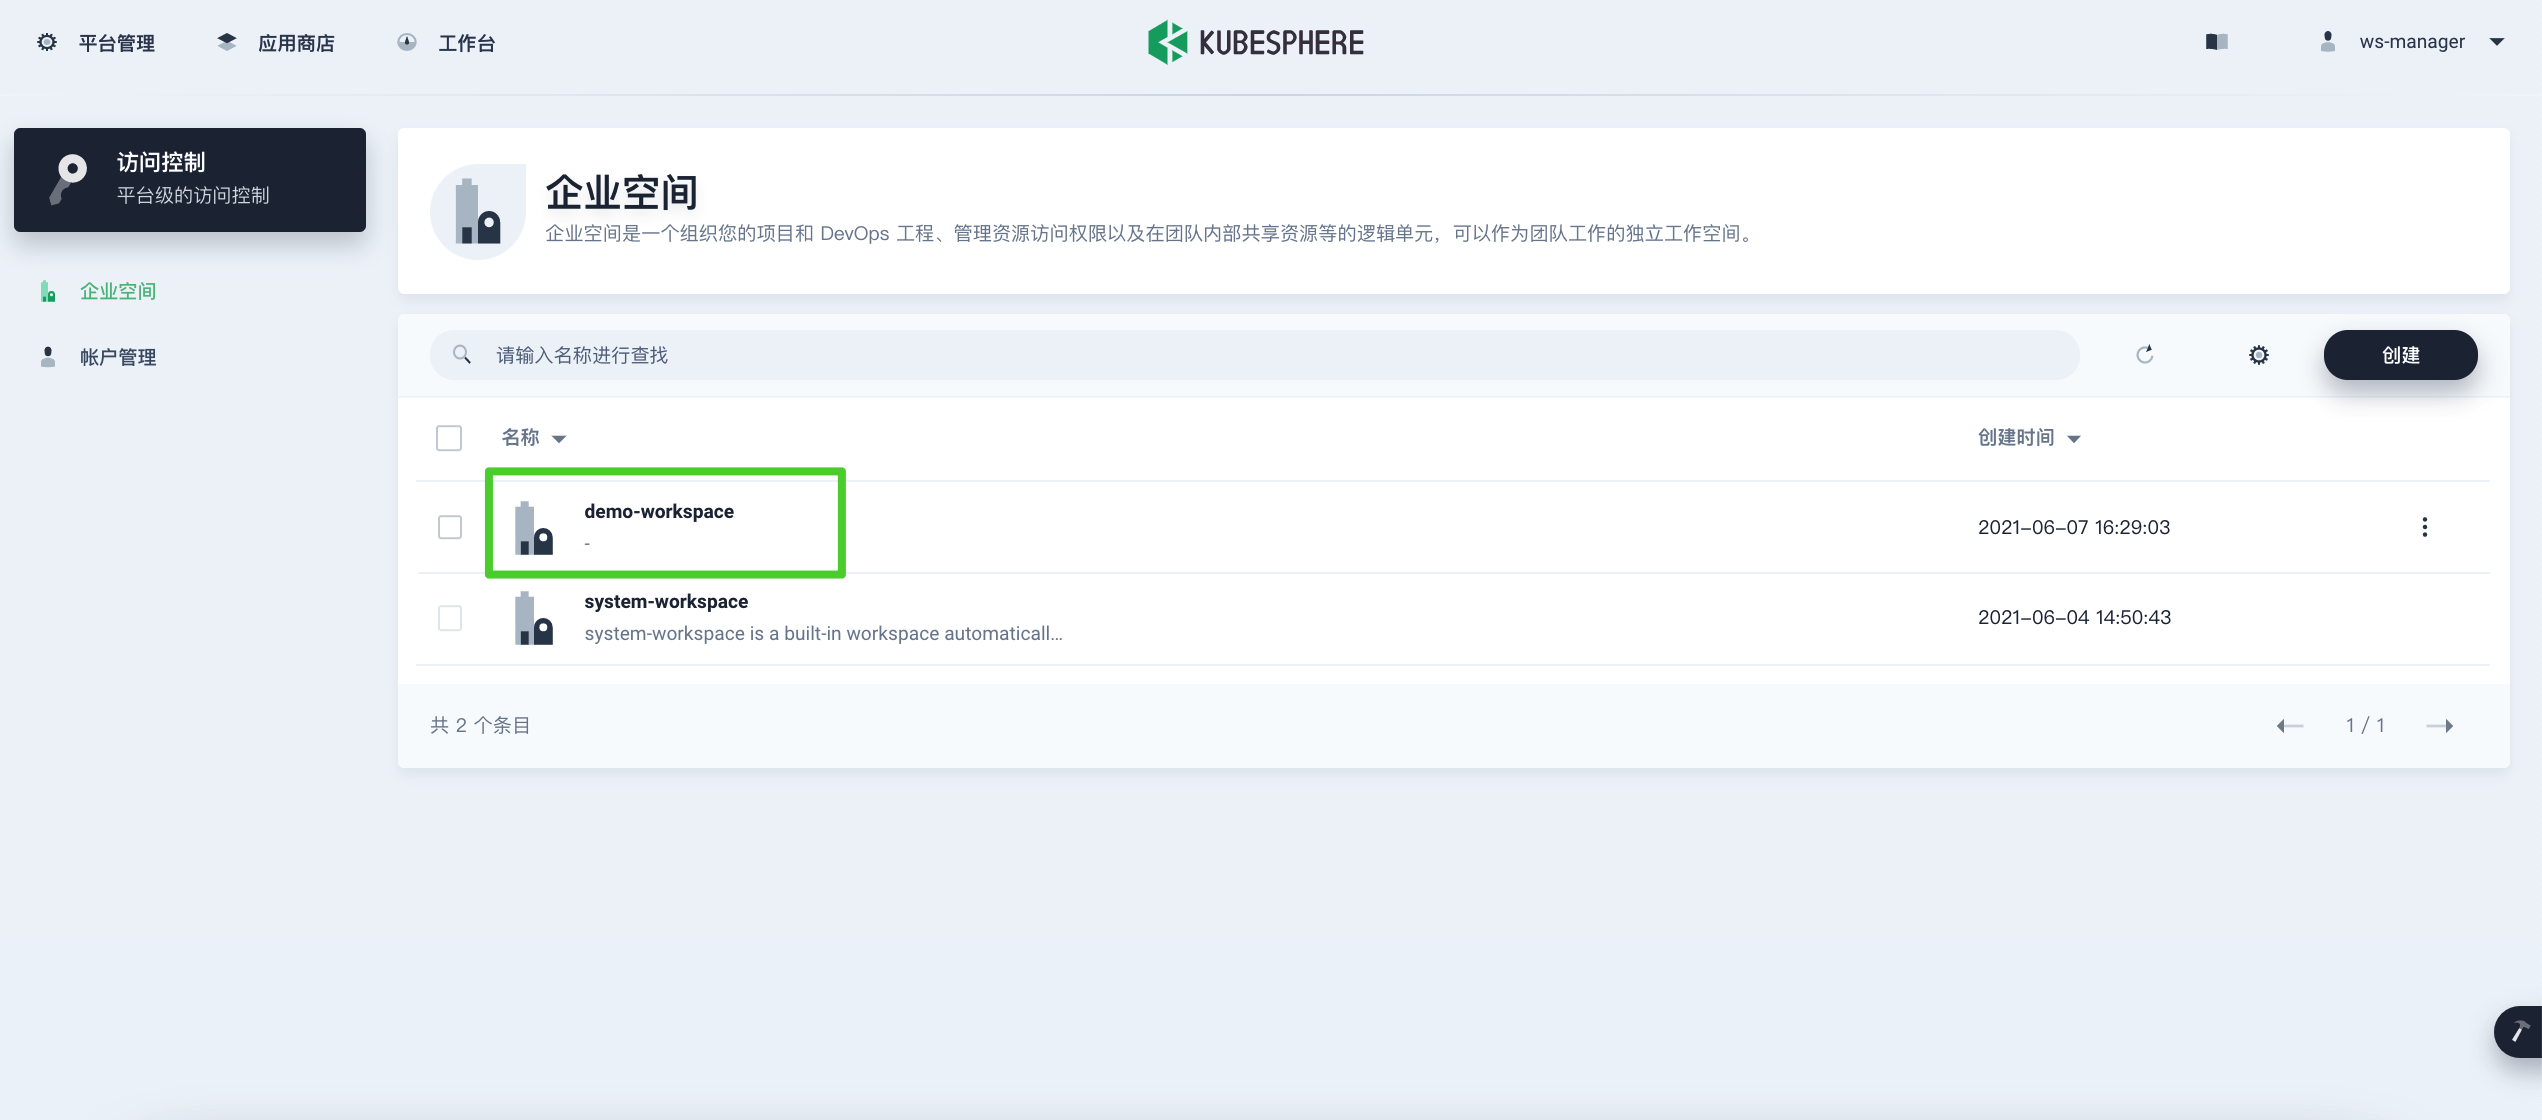 平台管理
应用商店
工作台
KUBESPHERE
ws-manager
访问控制
平台级的访问控制
企业空间
帐户管理
企业空间
企业空间是一个组织您的项目和 DevOps 工程、管理资源访问权限以及在团队内部共享资源等的逻辑单元，可以作为团队工作的独立工作空间。
请输入名称进行查找
创建
名称
创建时间
demo-workspace
-
2021-06-07 16:29:03
system-workspace
system-workspace is a built-in workspace automaticall...
2021-06-04 14:50:43
共 2 个条目
1 / 1